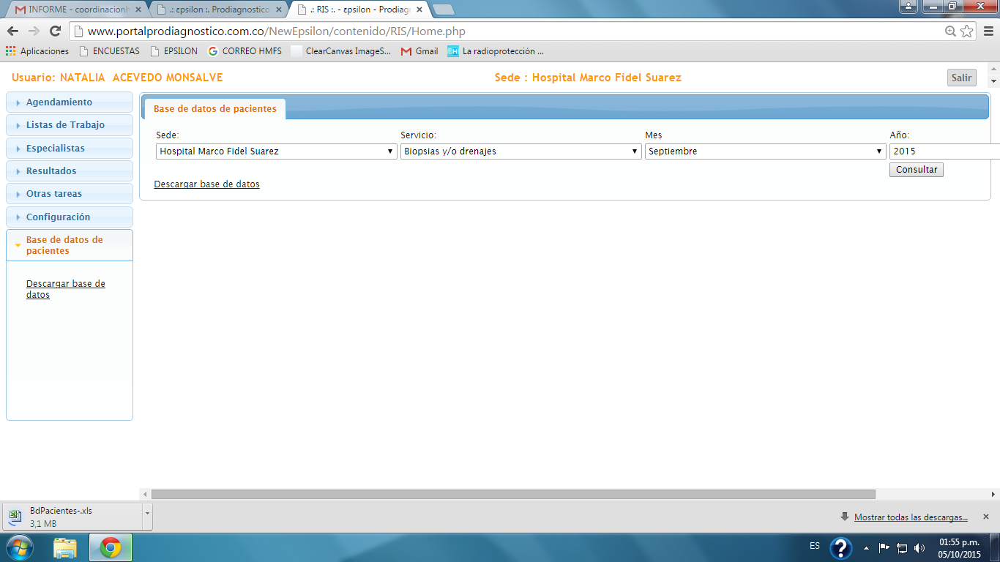 INFORME - coordinacionh
.: εpsilon :. Prodiagnostico
.: RIS :. - εpsilon - Prodiagn
www.portalprodiagnostico.com.co/NewEpsilon/contenido/RIS/Home.php
Aplicaciones ENCUESTAS EPSILON CORREO HMFS ClearCanvas ImageS... Gmail La radioprotección ...
Usuario: NATALIA ACEVEDO MONSALVE
Sede : Hospital Marco Fidel Suarez
Salir
Agendamiento
Listas de Trabajo
Especialistas
Resultados
Otras tareas
Configuración
Base de datos de
pacientes
Descargar base de
datos
Base de datos de pacientes
Sede: Servicio: Mes Año:
Hospital Marco Fidel Suarez Biopsias y/o drenajes Septiembre 2015
Consultar
Descargar base de datos
BdPacientes-.xls
3,1 MB
Mostrar todas las descargas...
ES
01:55 p.m.
05/10/2015